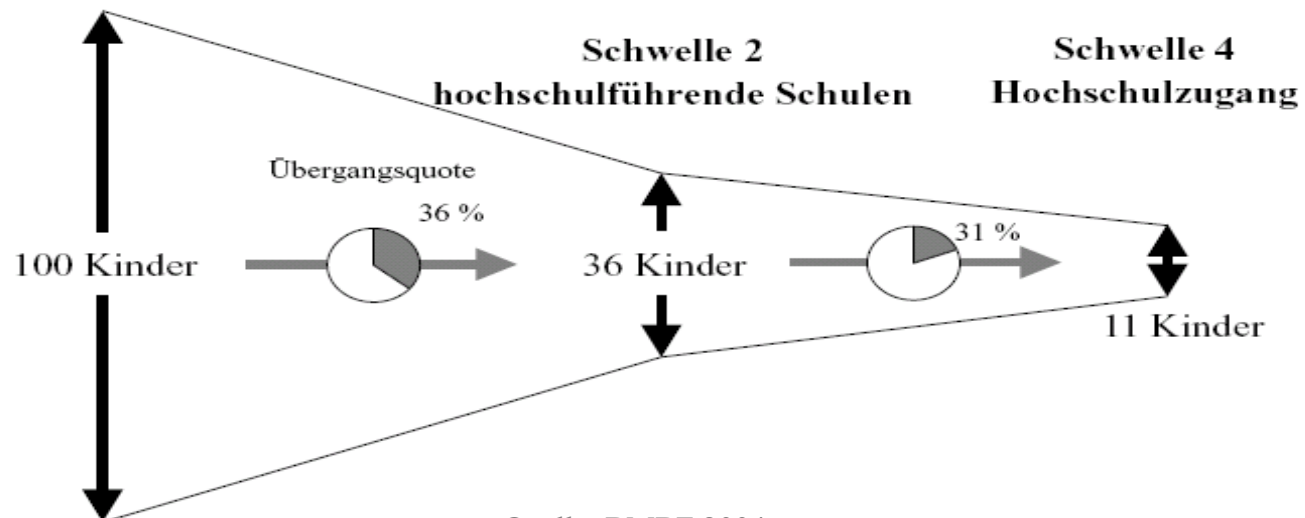 Schwelle 2
hochschulführende Schulen
Schwelle 4
Hochschulzugang
Übergangsquote
36 %
31 %
100 Kinder
36 Kinder
11 Kinder